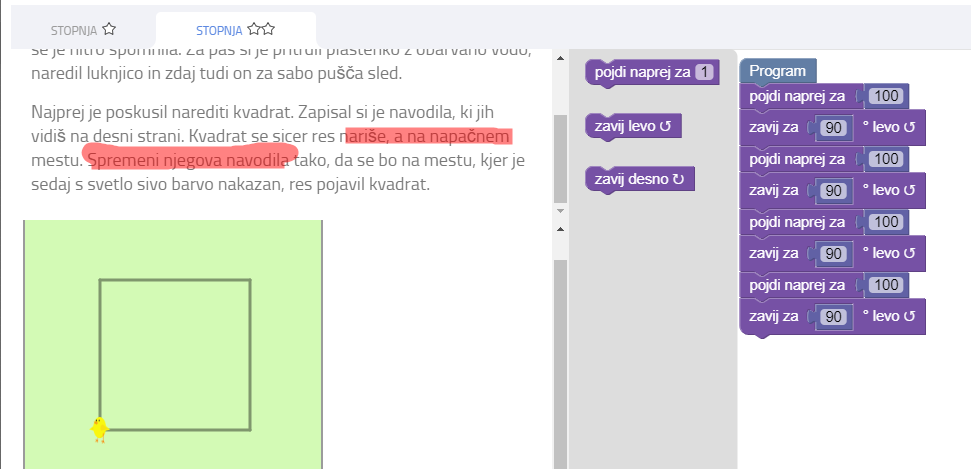 STOPNJA
STOPNJA
se je hitro spomnila. Za pas si je pritrdil plastenko z obarvano vodo,
naredil luknjico in zdaj tudi on za sabo pušča sled.
Najprej je poskusil narediti kvadrat. Zapisal si je navodila, ki jih
vidiš na desni strani. Kvadrat se sicer res nariše, a na napačnem
mestu. Spremeni njegova navodila tako, da se bo na mestu, kjer je
sedaj s svetlo sivo barvo nakazan, res pojavil kvadrat.
pojdi naprej za 1
zavij levo ↺
zavij desno ↻
Program
pojdi naprej za 100
zavij za 90 ° levo ↺
pojdi naprej za 100
zavij za 90 ° levo ↺
pojdi naprej za 100
zavij za 90 ° levo ↺
pojdi naprej za 100
zavij za 90 ° levo ↺